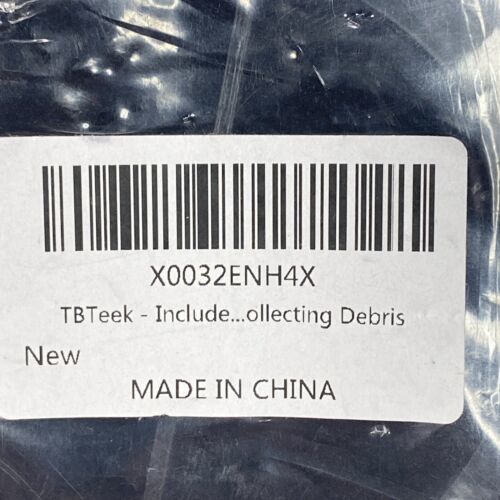 X0032ENH4X
TBTeek - Include...ollecting Debris
New
MADE IN CHINA